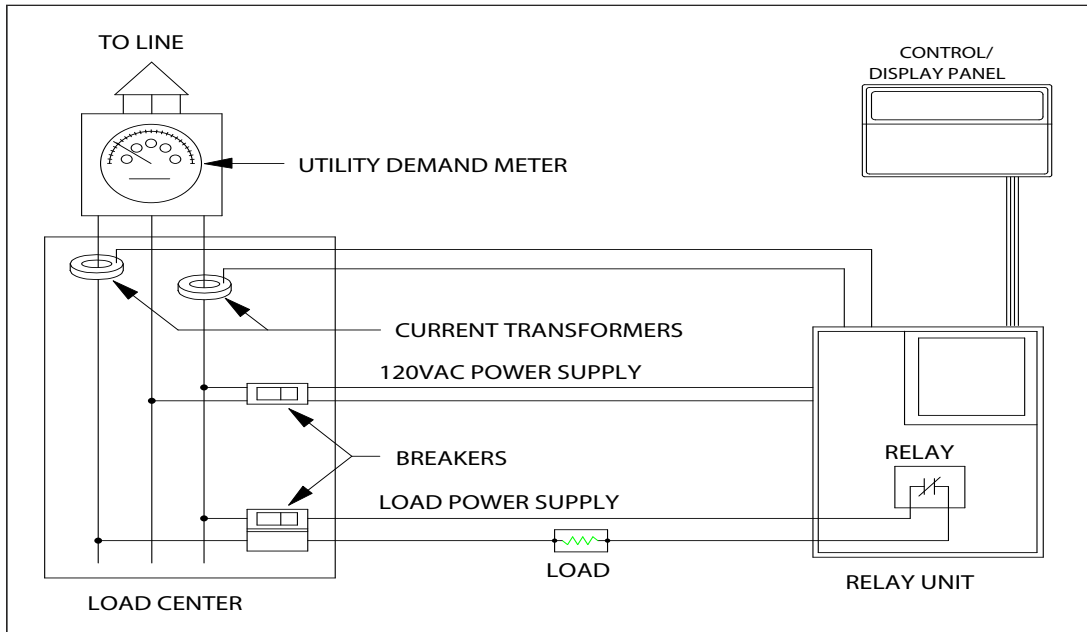 TO LINE
CONTROL/
DISPLAY PANEL
UTILITY DEMAND METER
CURRENT TRANSFORMERS
120VAC POWER SUPPLY
BREAKERS
RELAY
LOAD POWER SUPPLY
LOAD
RELAY UNIT
LOAD CENTER